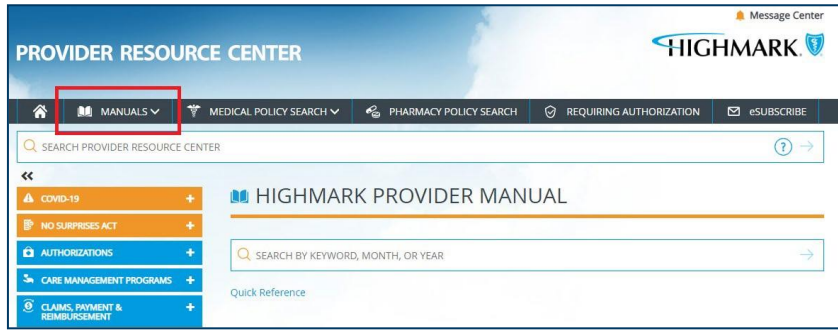 Message Center
PROVIDER RESOURCE CENTER
HIGHMARK.
MANUALS
MEDICAL POLICY SEARCH
PHARMACY POLICY SEARCH
REQUIRING AUTHORIZATION
eSUBSCRIBE
SEARCH PROVIDER RESOURCE CENTER
?
COVID-19 +
NO SURPRISES ACT +
AUTHORIZATIONS +
CARE MANAGEMENT PROGRAMS +
CLAIMS, PAYMENT & +
REIMBURSEMENT
HIGHMARK PROVIDER MANUAL
SEARCH BY KEYWORD, MONTH, OR YEAR
Quick Reference